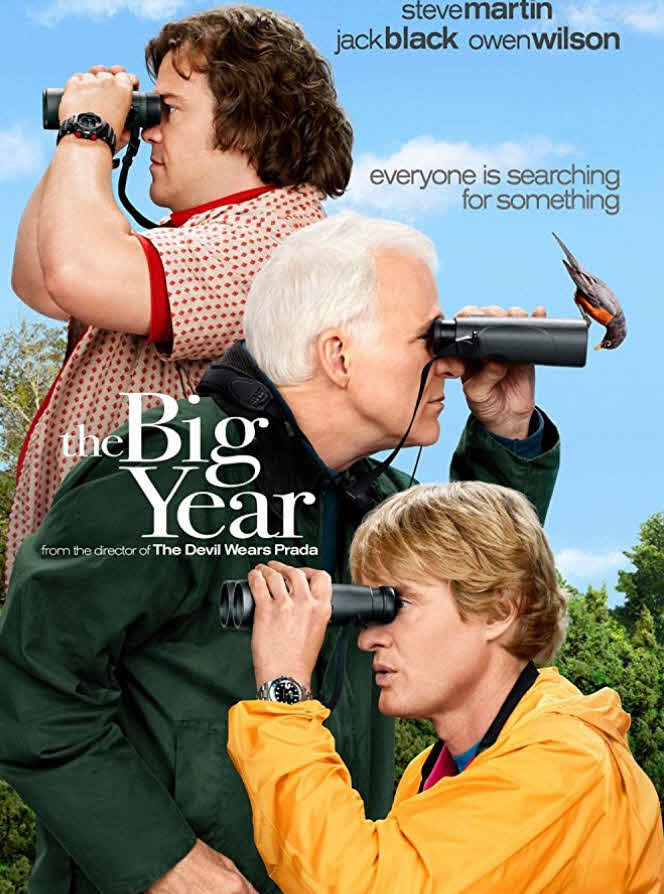 stevemartin
jackblack owenwilson
everyone is searching
for something
the Big
Year
from the director of The Devil Wears Prada